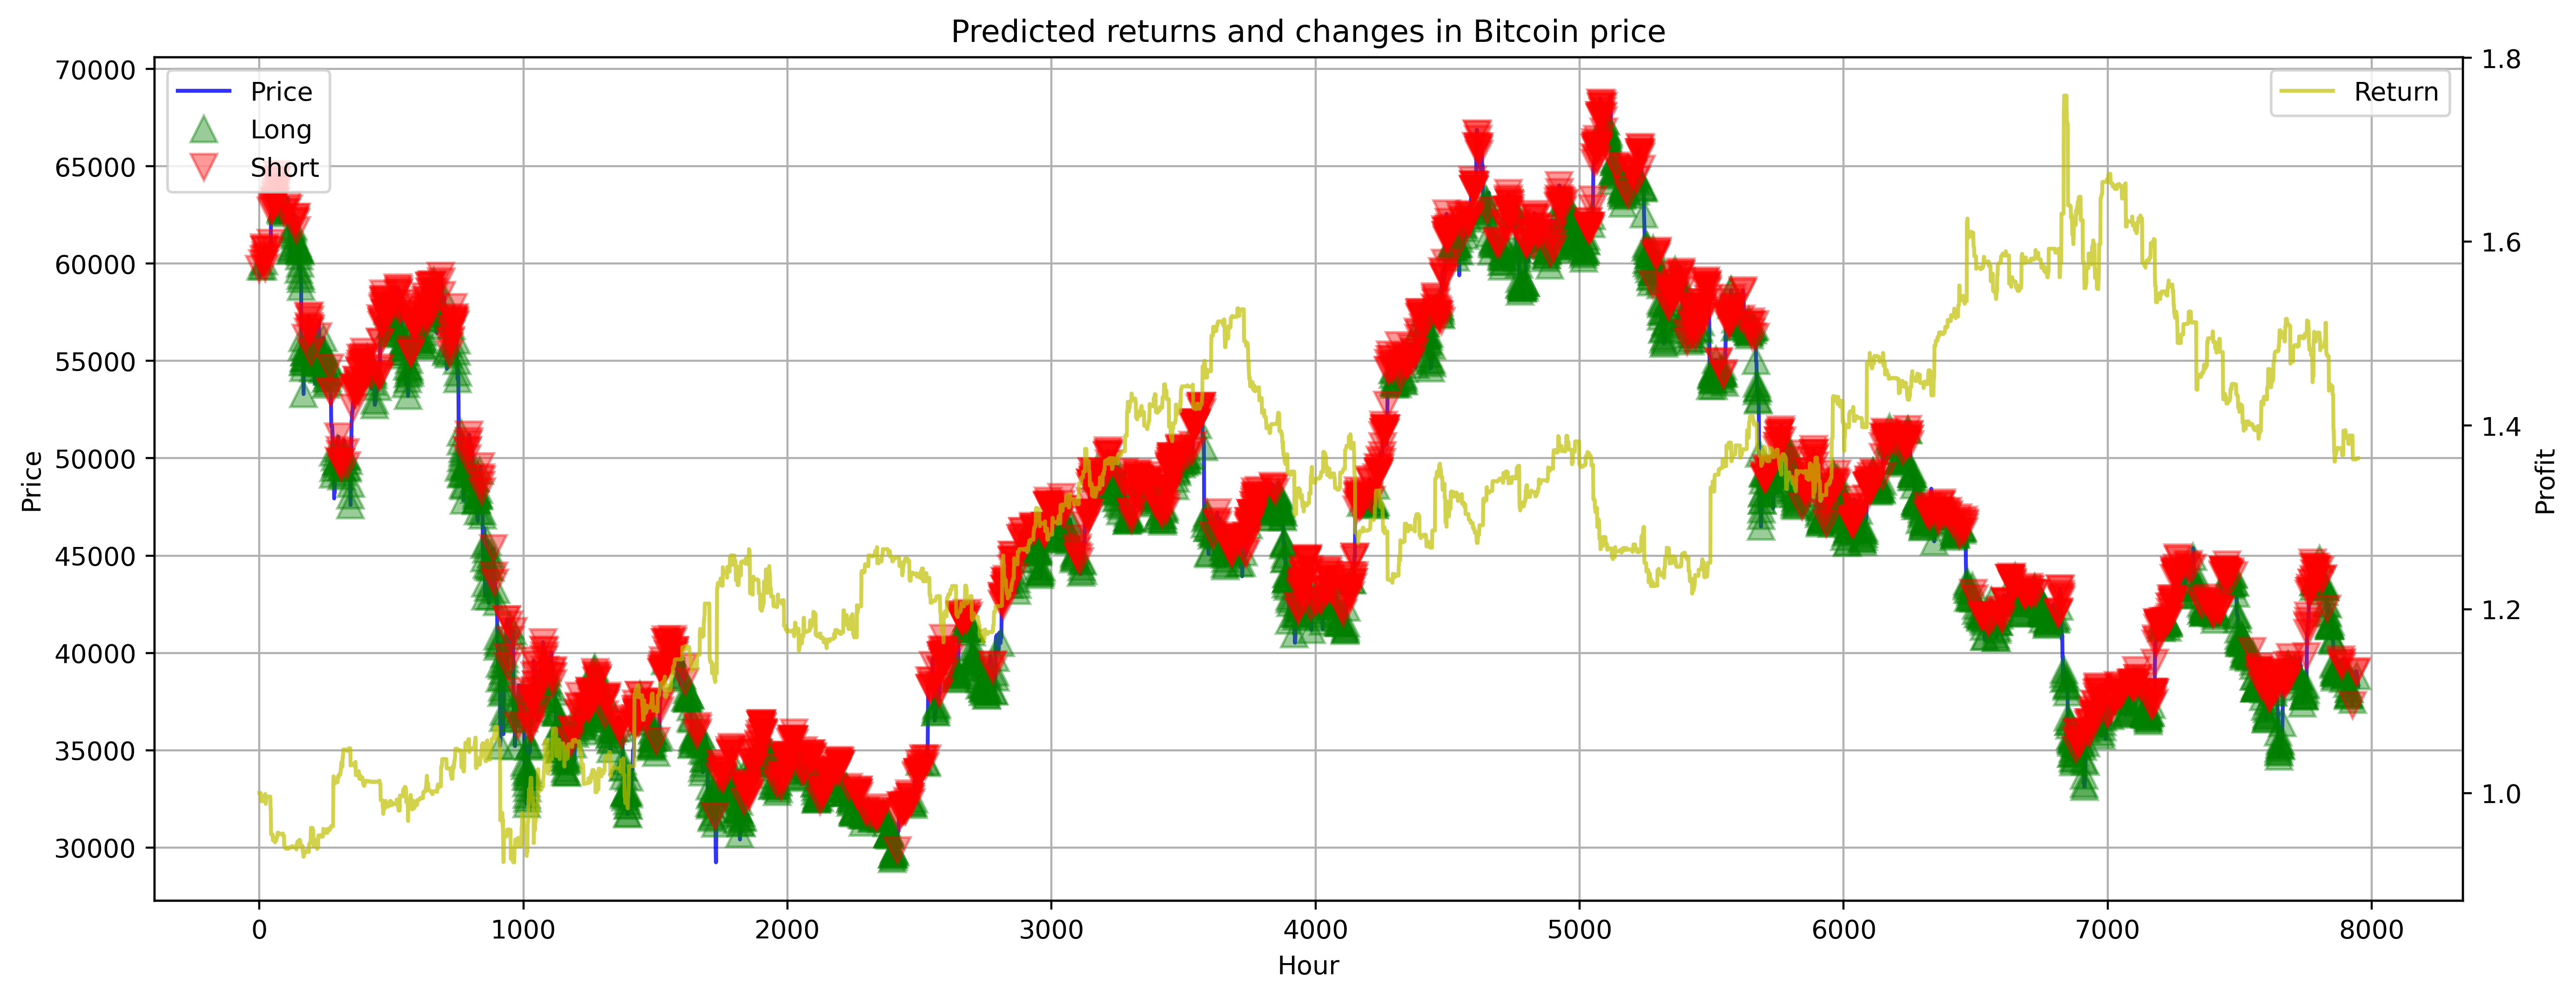 Predicted returns and changes in Bitcoin price
70000
65000
60000
55000
50000
45000
40000
35000
30000
Price
Price
Long
Short
Return
1.8
1.6
1.4
1.2
1.0
Profit
0
1000
2000
3000
4000
5000
6000
7000
8000
Hour